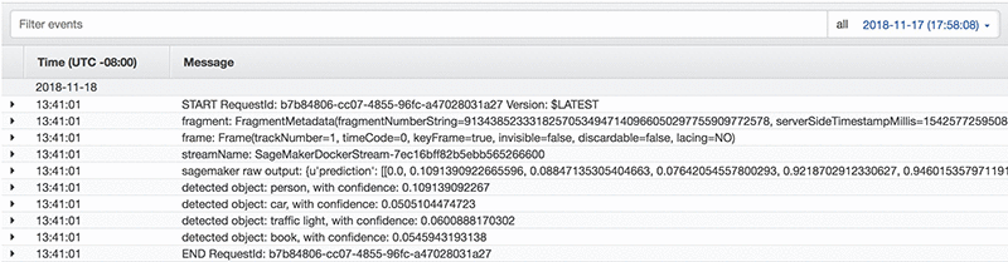 Filter events all 2018-11-17 (17:58:08)
Time (UTC -08:00) Message
2018-11-18
13:41:01 START RequestId: b7b84806-cc07-4855-96fc-a47028031a27 Version: $LATEST
13:41:01 fragment: FragmentMetadata(fragmentNumberString=91343852333182570534947140966050297755909772578, serverSideTimestampMillis=1542577259508
13:41:01 frame: Frame(trackNumber=1, timeCode=0, keyFrame=true, invisible=false, discardable=false, lacing=NO)
13:41:01 streamName: SageMakerDockerStream-7ec16bff82b5ebb565266600
13:41:01 sagemaker raw output: {u'prediction': [[0.0, 0.1091390922665596, 0.08847135305404663, 0.07642054557800293, 0.9218702912330627, 0.946015357971191
13:41:01 detected object: person, with confidence: 0.109139092267
13:41:01 detected object: car, with confidence: 0.0505104474723
13:41:01 detected object: traffic light, with confidence: 0.0600888170302
13:41:01 detected object: book, with confidence: 0.0545943193138
13:41:01 END RequestId: b7b84806-cc07-4855-96fc-a47028031a27